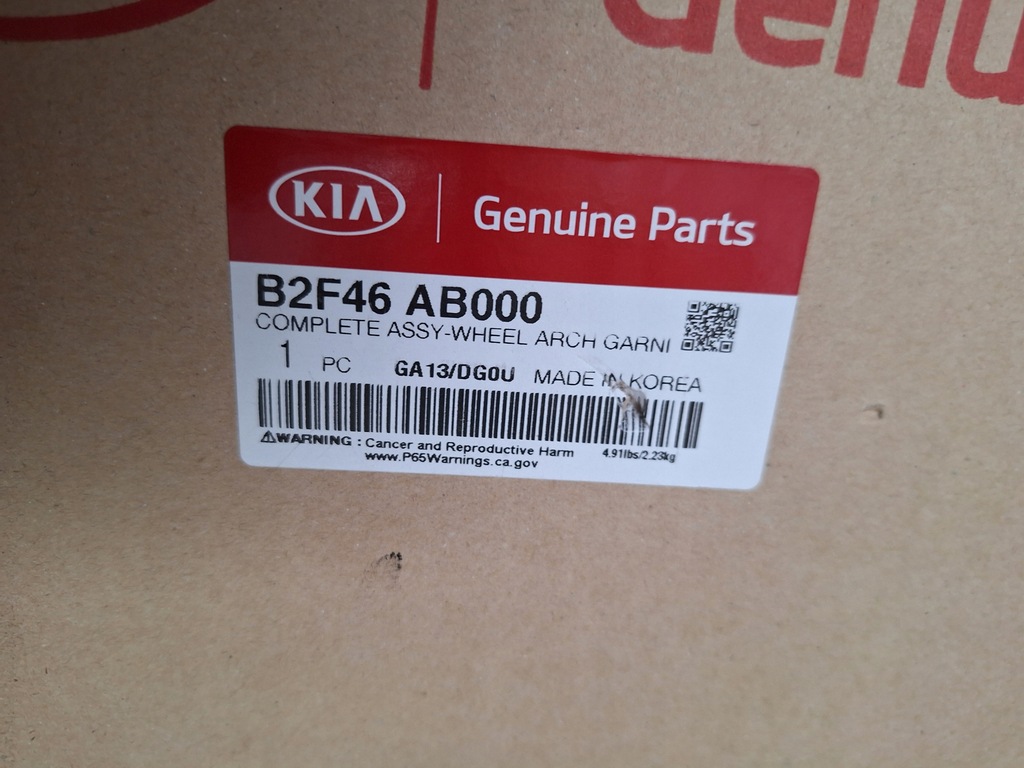 Genu
KIA
Genuine Parts
B2F46 AB000
COMPLETE ASSY-WHEEL ARCH GARNI
1 PC GA13/DG0U MADE IN KOREA
⚠WARNING : Cancer and Reproductive Harm
www.P65Warnings.ca.gov
4.91lbs/2.23kg